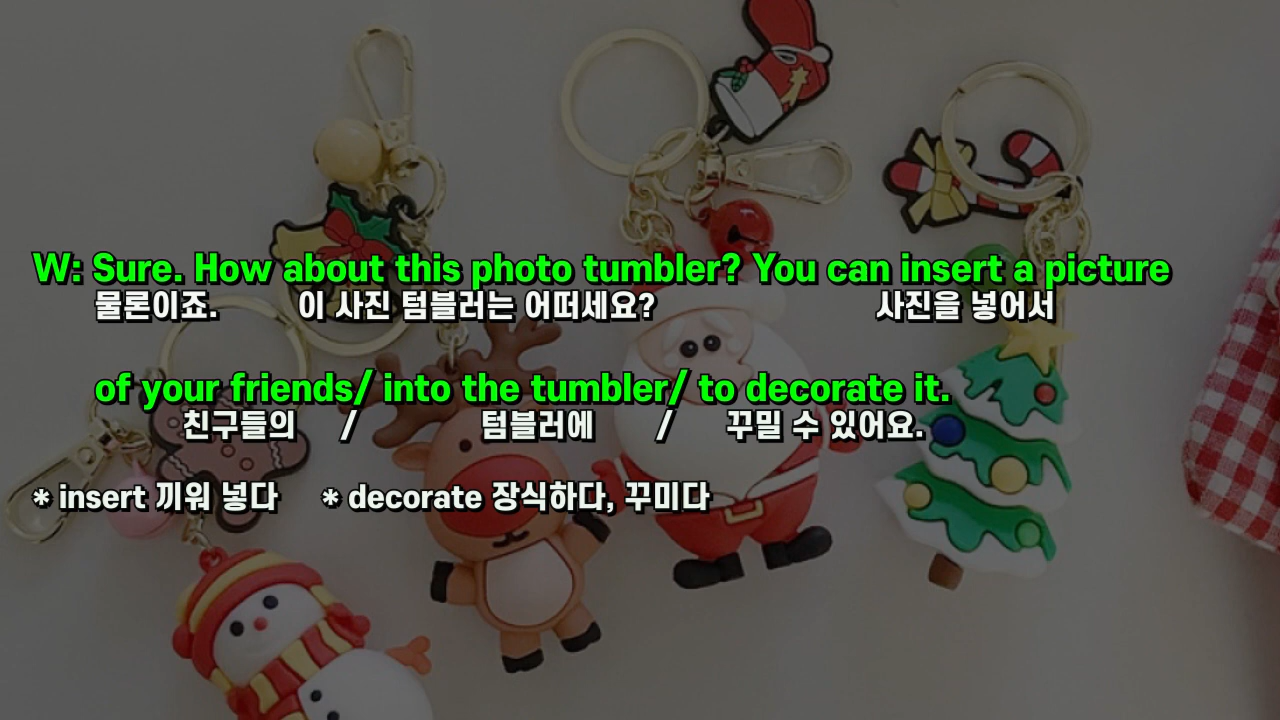 W: Sure. How about this photo tumbler? You can insert a picture
물론이죠. 이 사진 텀블러는 어떠세요? 사진을 넣어서
of your friends/ into the tumbler/ to decorate it.
친구들의 / 텀블러에 / 꾸밀 수 있어요.
* insert 끼워 넣다 * decorate 장식하다, 꾸미다